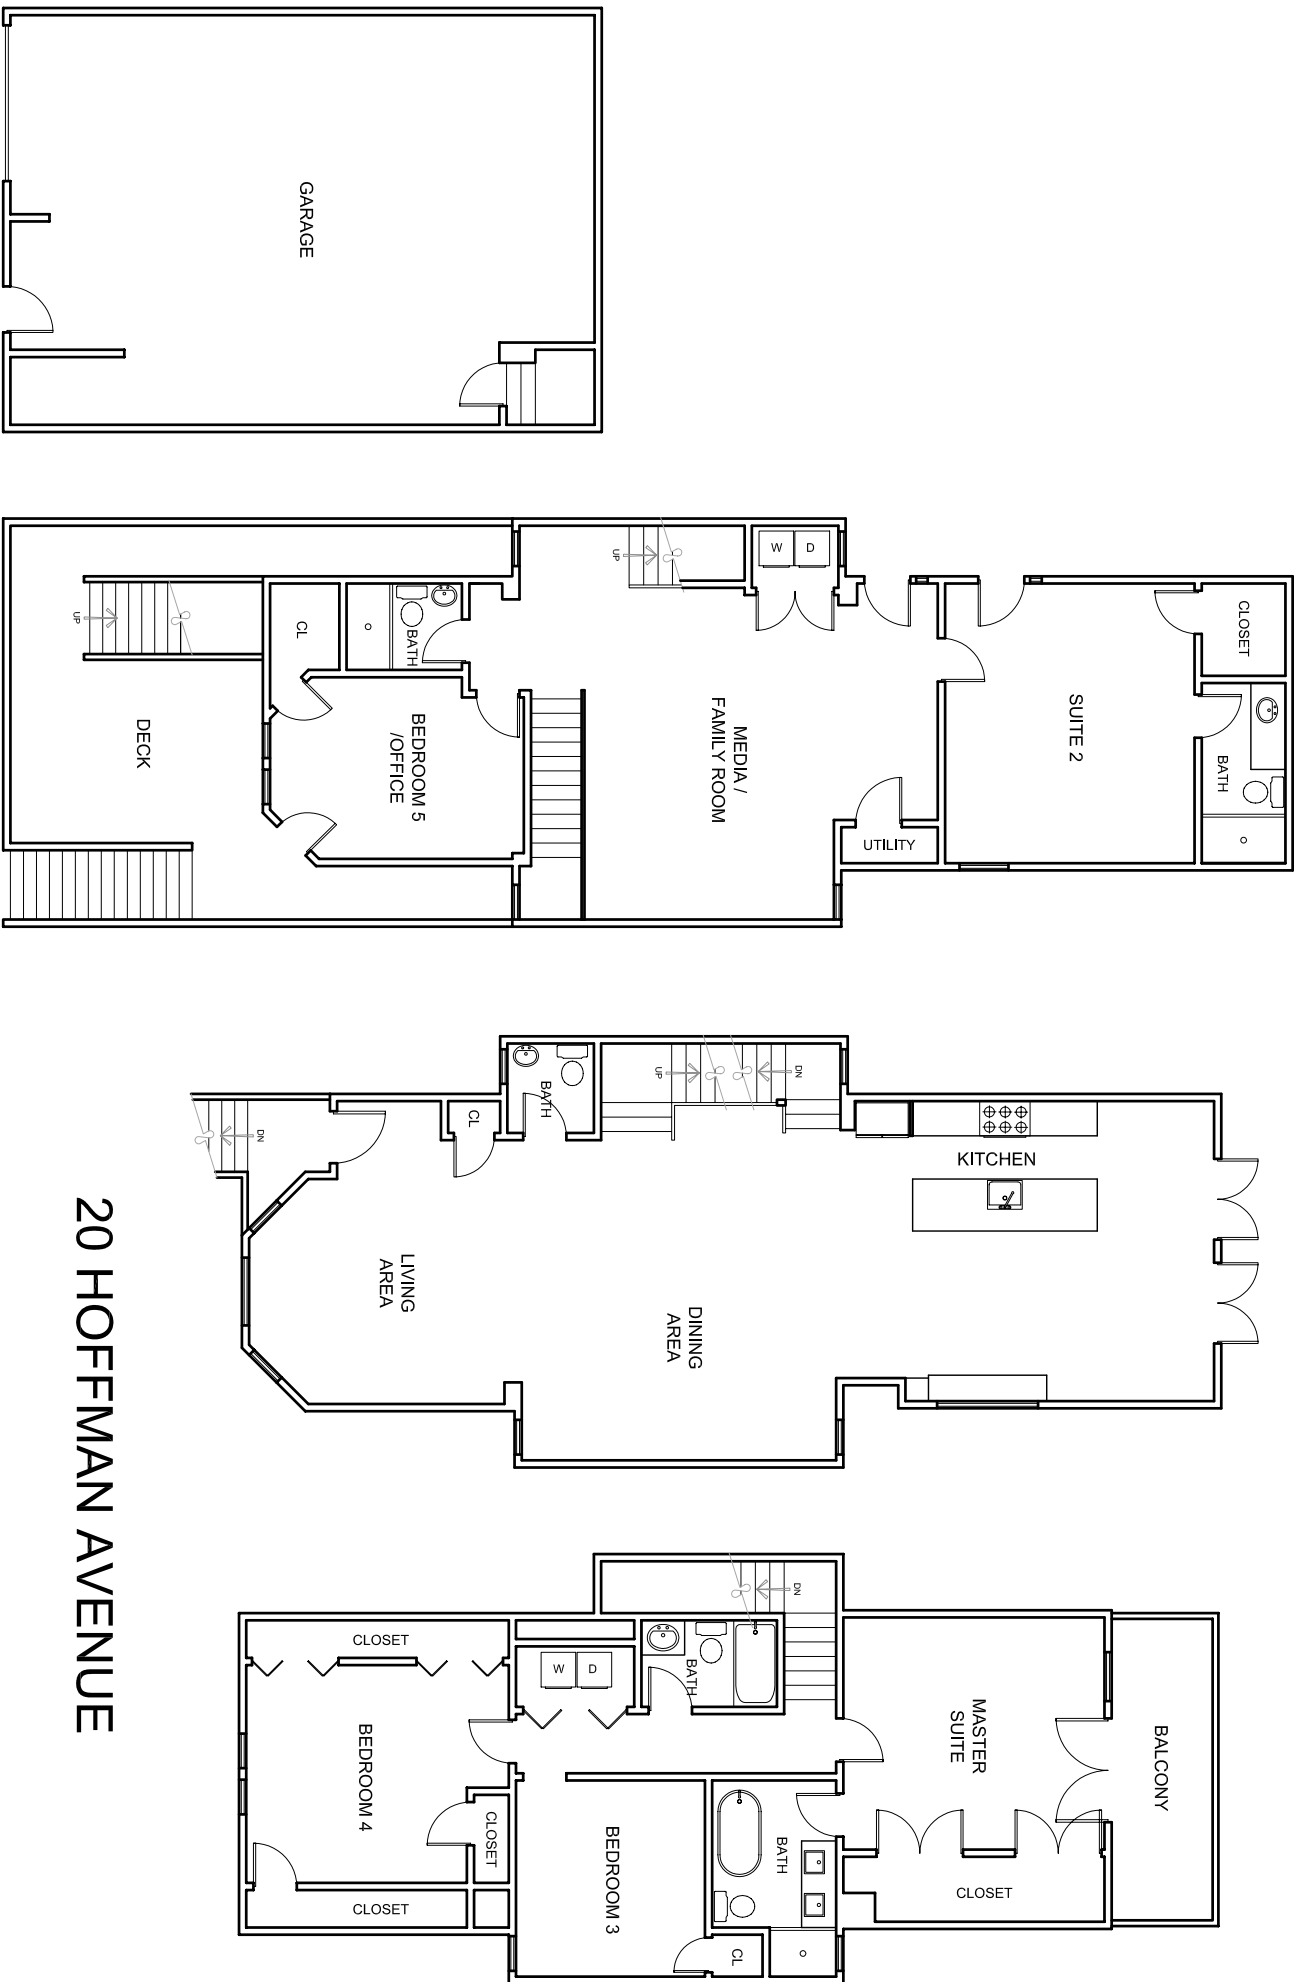 GARAGE
UP
UP
W
D
CLOSET
CL
BATH
SUITE 2
MEDIA /
FAMILY ROOM
BEDROOM 5
/OFFICE
DECK
BATH
UTILITY
UP
DN
BATH
CL
DN
KITCHEN
LIVING
AREA
DINING
AREA
DN
CLOSET
W
D
BATH
MASTER
SUITE
BALCONY
BEDROOM 4
CLOSET
BEDROOM 3
BATH
CLOSET
CLOSET
CL
20 HOFFMAN AVENUE